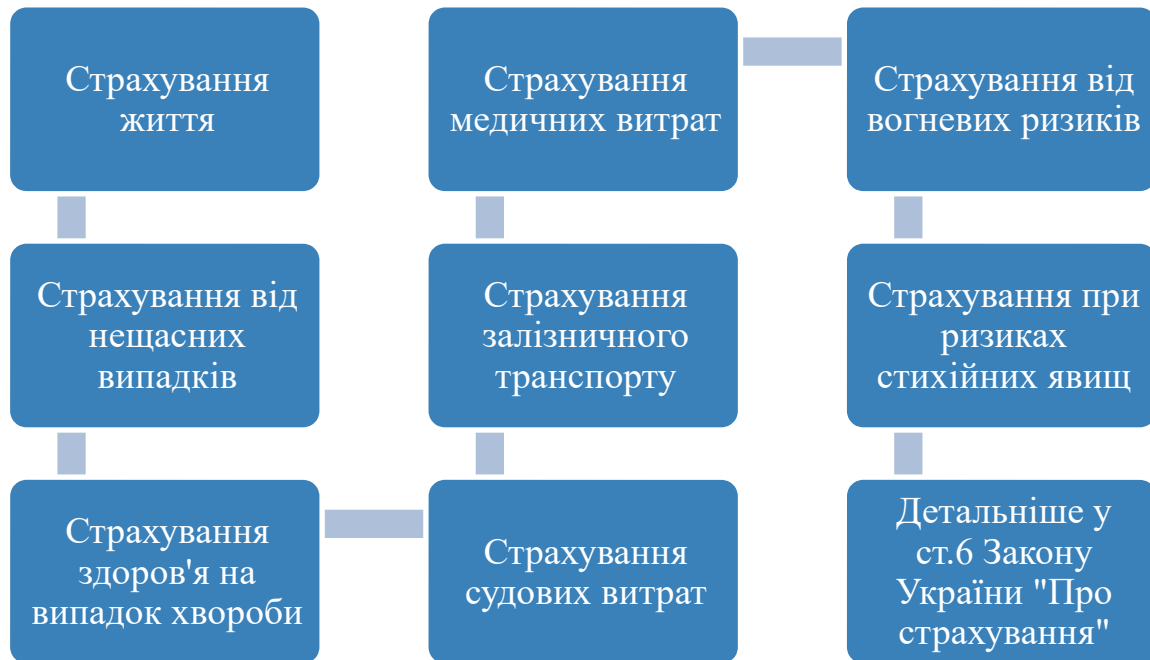 Страхування
життя
Страхування від
нещасних
випадків
Страхування
здоров'я на
випадок хвороби
Страхування
судових витрат
Страхування
залізничного
транспорту
Страхування
медичних витрат
Страхування від
вогневих ризиків
Страхування при
ризиках
стихійних явищ
Детальніше у
ст.6 Закону
України "Про
страхування"